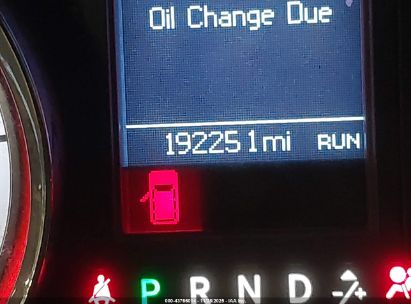 Oil Change Due
192251mi RUN
P R N D